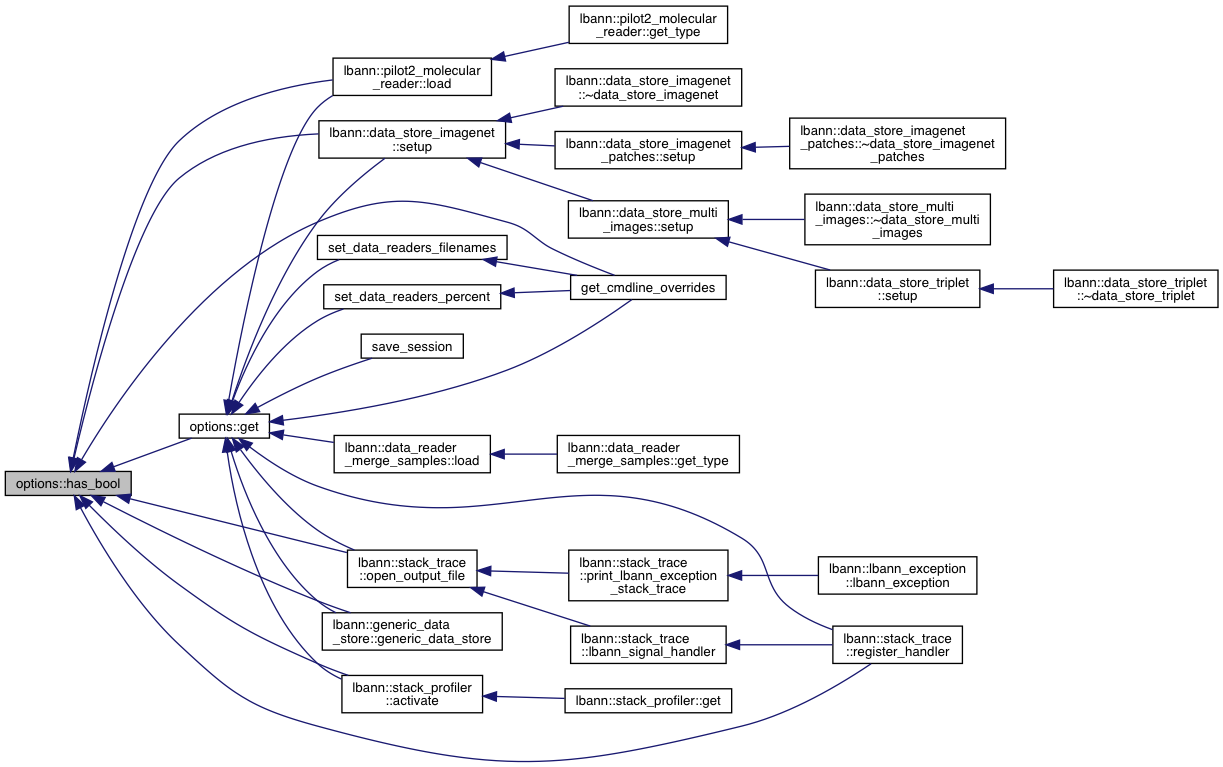 lbann::pilot2_molecular
_reader::get_type
lbann::pilot2_molecular
_reader::load
lbann::data_store_imagenet
::~data_store_imagenet
lbann::data_store_imagenet
::setup
lbann::data_store_imagenet
_patches::setup
lbann::data_store_imagenet
_patches::~data_store_imagenet
_patches
lbann::data_store_multi
_images::setup
lbann::data_store_multi
_images::~data_store_multi
_images
set_data_readers_filenames
get_cmdline_overrides
lbann::data_store_triplet
::setup
lbann::data_store_triplet
::~data_store_triplet
set_data_readers_percent
save_session
options::get
lbann::data_reader
_merge_samples::load
lbann::data_reader
_merge_samples::get_type
options::has_bool
lbann::stack_trace
::open_output_file
lbann::stack_trace
::print_lbann_exception
_stack_trace
lbann::lbann_exception
::lbann_exception
lbann::generic_data
_store::generic_data_store
lbann::stack_trace
::lbann_signal_handler
lbann::stack_trace
::register_handler
lbann::stack_profiler
::activate
lbann::stack_profiler::get